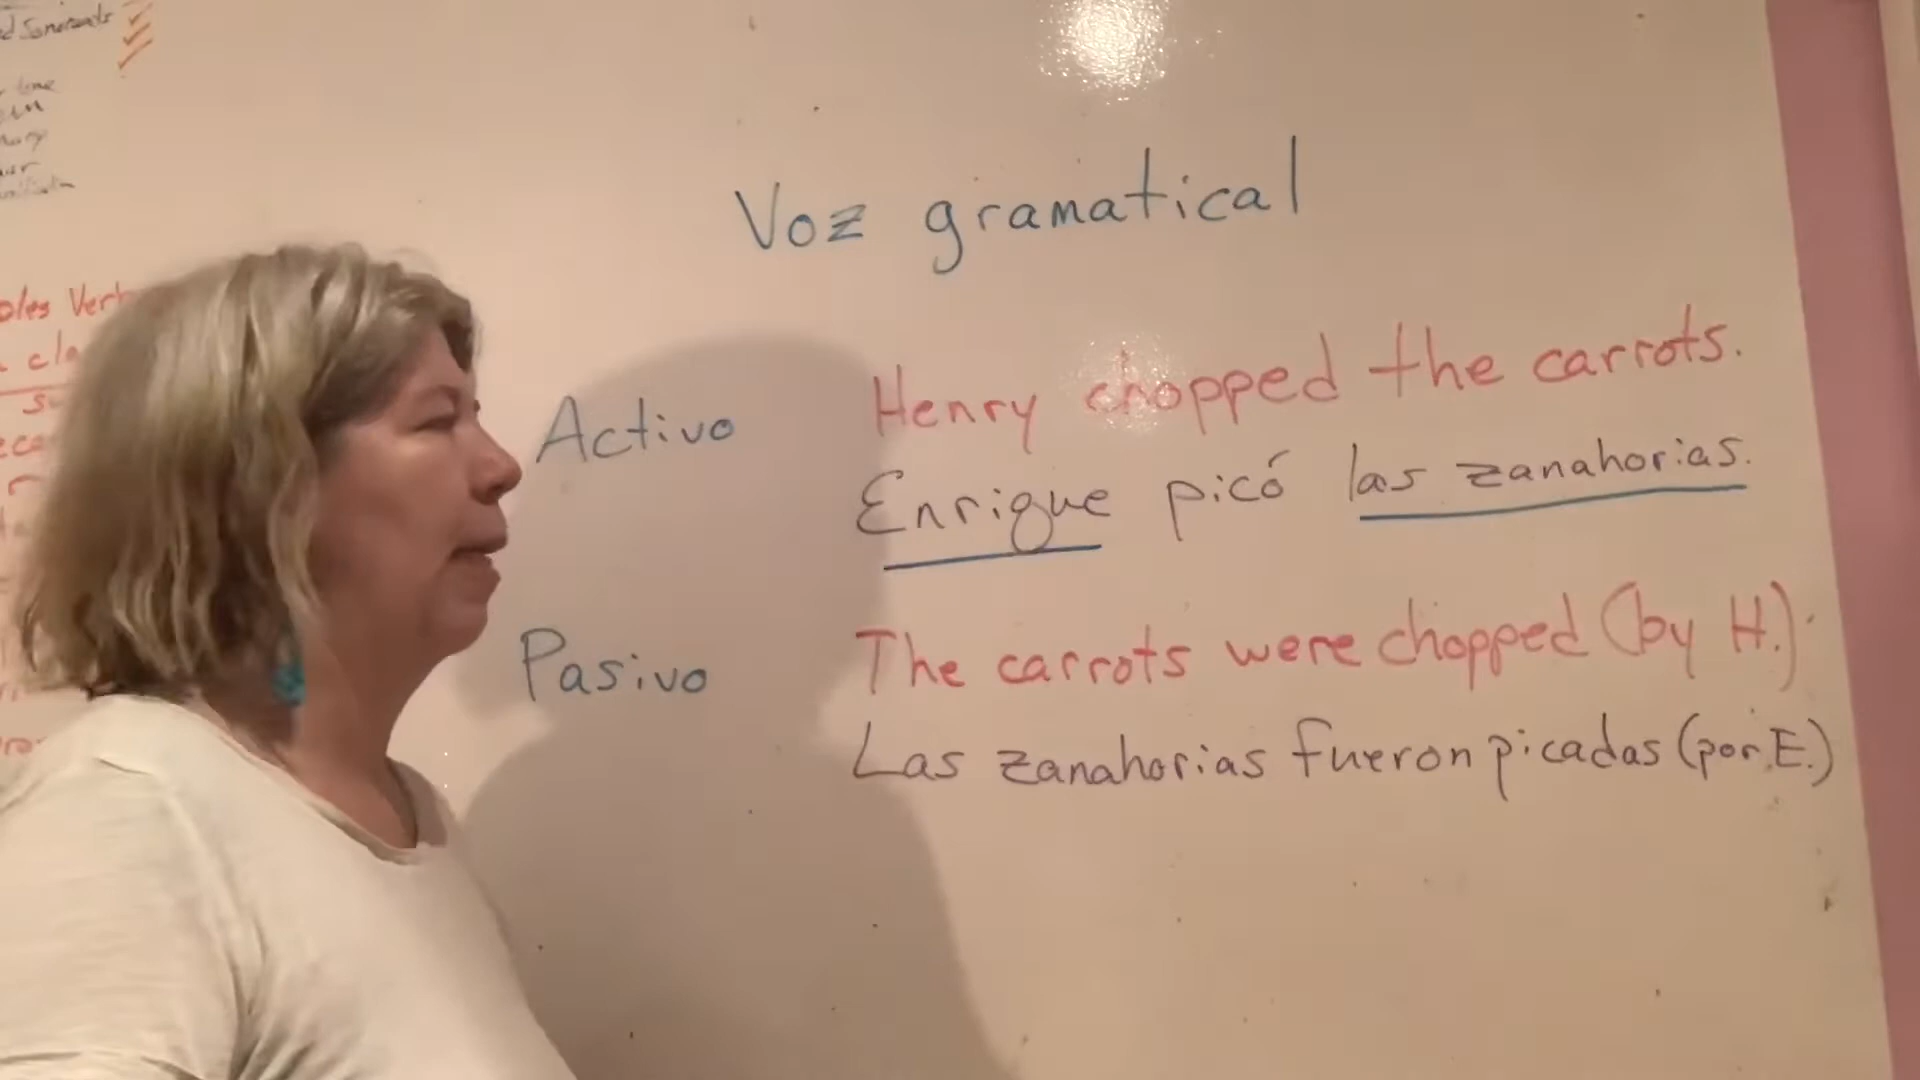 Voz gramatical
Activo
Henry chopped the carrots.
Enrique picó las zanahorias.
Pasivo
The carrots were chopped (by H.)
Las zanahorias fueron picadas (por E.)